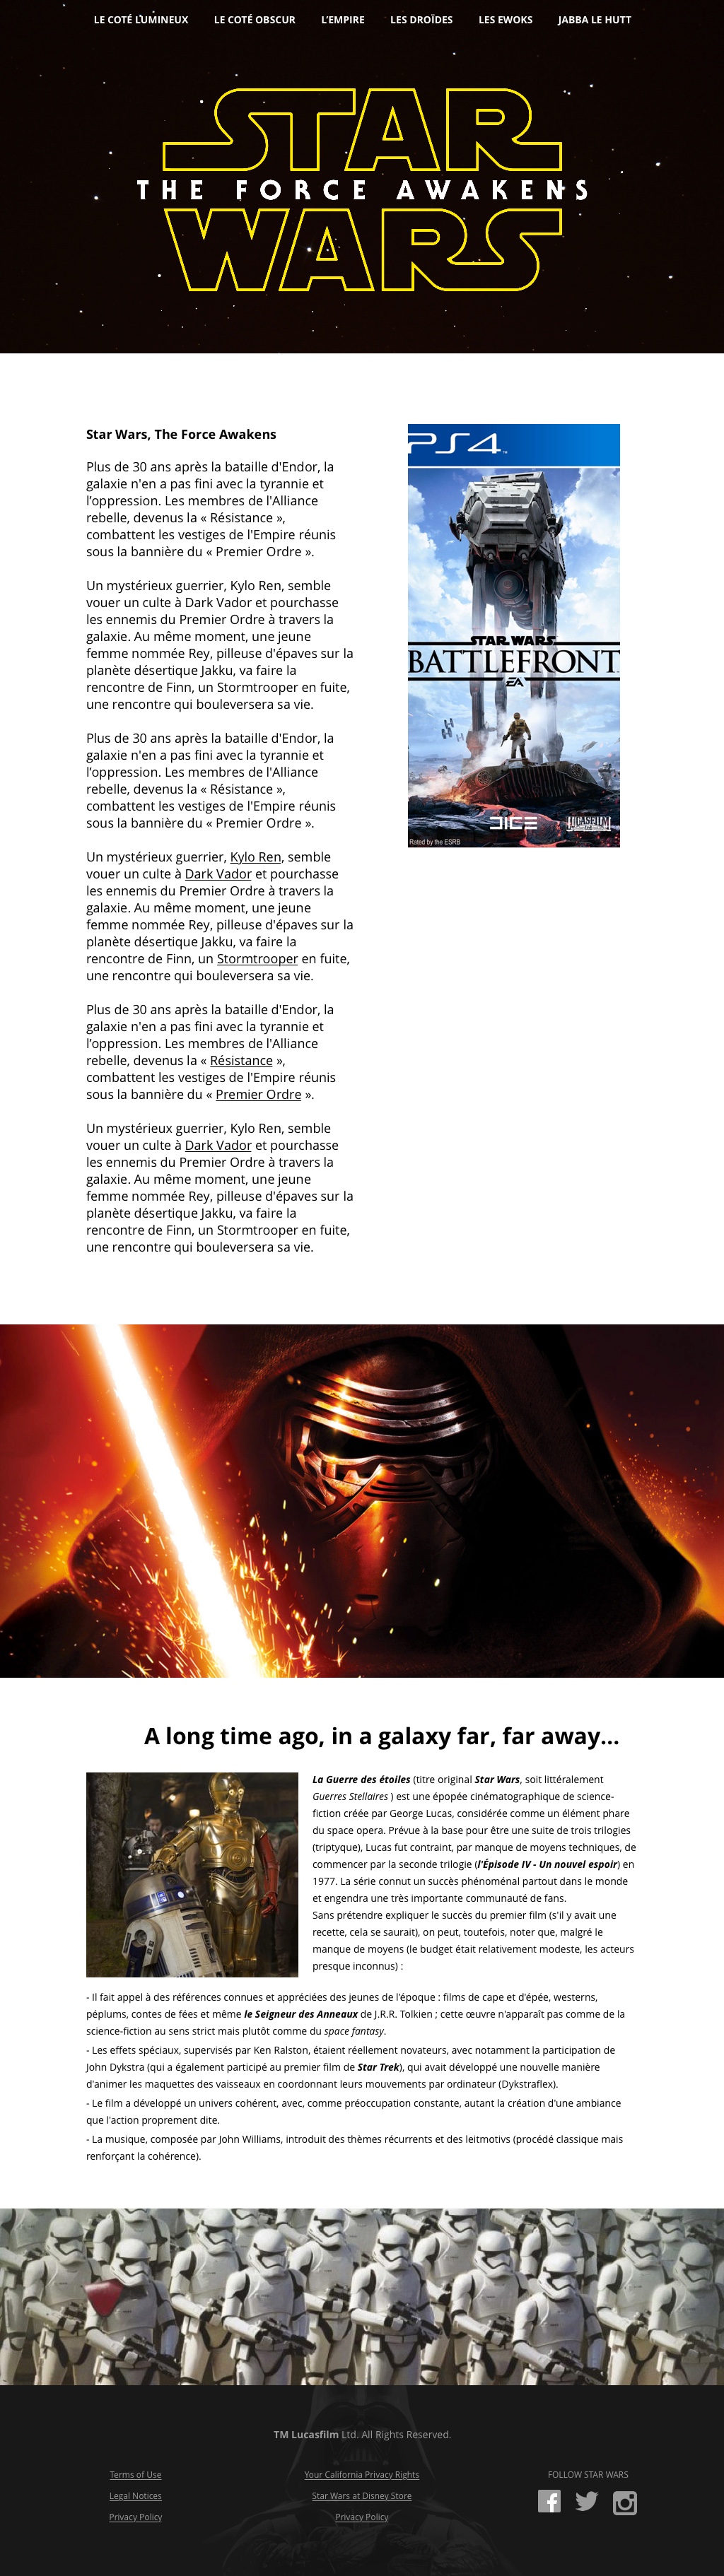 LE COTÉ LUMINEUX LE COTÉ OBSCUR L'EMPIRE LES DROÏDES LES EWOKS JABBA LE HUTT
STAR
THE FORCE AWAKENS
WARS
Star Wars, The Force Awakens
Plus de 30 ans après la bataille d'Endor, la
galaxie n'en a pas fini avec la tyrannie et
l'oppression. Les membres de l'Alliance
rebelle, devenus la « Résistance »,
combattent les vestiges de l'Empire réunis
sous la bannière du « Premier Ordre ».
Un mystérieux guerrier, Kylo Ren, semble
vouer un culte à Dark Vador et pourchasse
les ennemis du Premier Ordre à travers la
galaxie. Au même moment, une jeune
femme nommée Rey, pilleuse d'épaves sur la
planète désertique Jakku, va faire la
rencontre de Finn, un Stormtrooper en fuite,
une rencontre qui bouleversera sa vie.
Plus de 30 ans après la bataille d'Endor, la
galaxie n'en a pas fini avec la tyrannie et
l'oppression. Les membres de l'Alliance
rebelle, devenus la « Résistance »,
combattent les vestiges de l'Empire réunis
sous la bannière du « Premier Ordre ».
Un mystérieux guerrier, Kylo Ren, semble
vouer un culte à Dark Vador et pourchasse
les ennemis du Premier Ordre à travers la
galaxie. Au même moment, une jeune
femme nommée Rey, pilleuse d'épaves sur la
planète désertique Jakku, va faire la
rencontre de Finn, un Stormtrooper en fuite,
une rencontre qui bouleversera sa vie.
Plus de 30 ans après la bataille d'Endor, la
galaxie n'en a pas fini avec la tyrannie et
l'oppression. Les membres de l'Alliance
rebelle, devenus la « Résistance »,
combattent les vestiges de l'Empire réunis
sous la bannière du « Premier Ordre ».
Un mystérieux guerrier, Kylo Ren, semble
vouer un culte à Dark Vador et pourchasse
les ennemis du Premier Ordre à travers la
galaxie. Au même moment, une jeune
femme nommée Rey, pilleuse d'épaves sur la
planète désertique Jakku, va faire la
rencontre de Finn, un Stormtrooper en fuite,
une rencontre qui bouleversera sa vie.
PS4
STAR WARS
BATTLEFRONT
EA
DICE LUCASFILM
Rated by the ESRB
A long time ago, in a galaxy far, far away...
La Guerre des étoiles (titre original Star Wars, soit littéralement
Guerres Stellaires ) est une épopée cinématographique de science-
fiction créée par George Lucas, considérée comme un élément phare
du space opera. Prévue à la base pour être une suite de trois trilogies
(triptyque), Lucas fut contraint, par manque de moyens techniques, de
commencer par la seconde trilogie (l'Épisode IV - Un nouvel espoir) en
1977. La série connut un succès phénoménal partout dans le monde
et engendra une très importante communauté de fans.
Sans prétendre expliquer le succès du premier film (s'il y avait une
recette, cela se saurait), on peut, toutefois, noter que, malgré le
manque de moyens (le budget était relativement modeste, les acteurs
presque inconnus) :
- Il fait appel à des références connues et appréciées des jeunes de l'époque : films de cape et d'épée, westerns,
péplums, contes de fées et même le Seigneur des Anneaux de J.R.R. Tolkien ; cette œuvre n'apparaît pas comme de la
science-fiction au sens strict mais plutôt comme du space fantasy.
- Les effets spéciaux, supervisés par Ken Ralston, étaient réellement novateurs, avec notamment la participation de
John Dykstra (qui a également participé au premier film de Star Trek), qui avait développé une nouvelle manière
d'animer les maquettes des vaisseaux en coordonnant leurs mouvements par ordinateur (Dykstraflex).
- Le film a développé un univers cohérent, avec, comme préoccupation constante, autant la création d'une ambiance
que l'action proprement dite.
- La musique, composée par John Williams, introduit des thèmes récurrents et des leitmotivs (procédé classique mais
renforçant la cohérence).
TM Lucasfilm Ltd. All Rights Reserved.
Terms of Use Your California Privacy Rights FOLLOW STAR WARS
Legal Notices Star Wars at Disney Store
Privacy Policy Privacy Policy